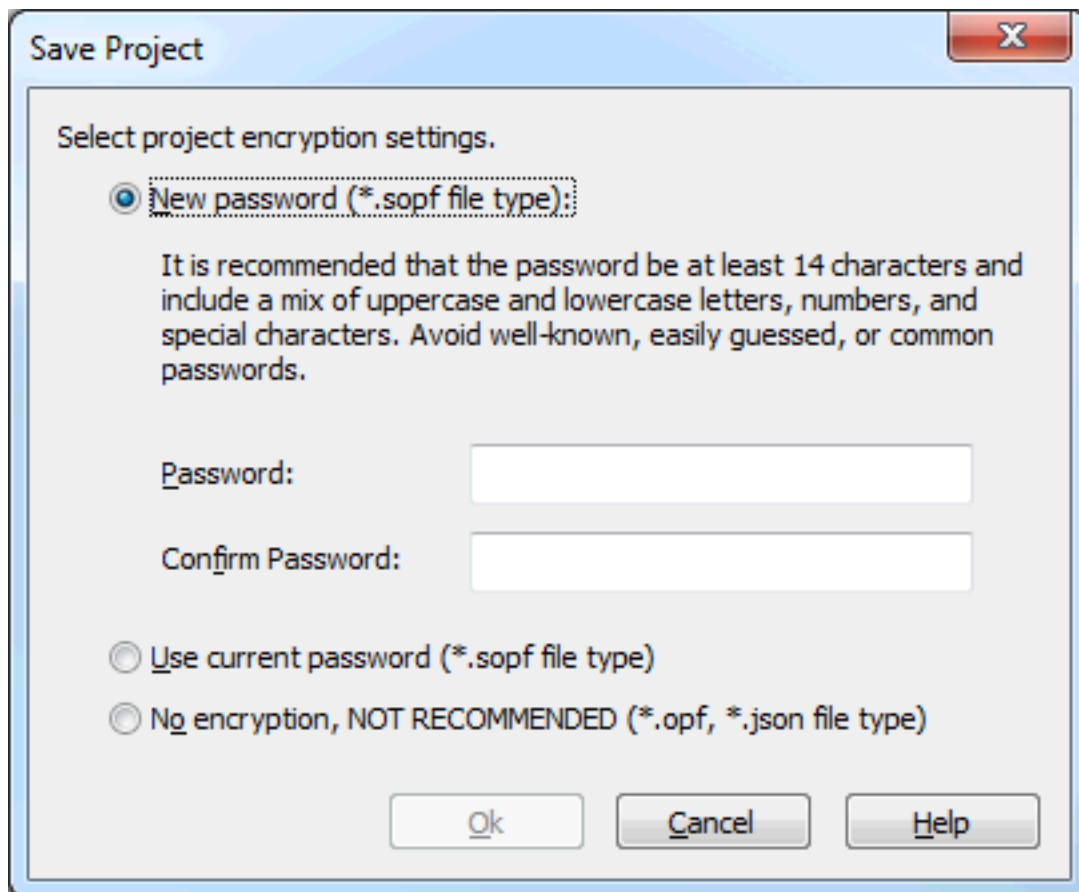 Save Project
Select project encryption settings.
New password (*.sopf file type):
It is recommended that the password be at least 14 characters and
include a mix of uppercase and lowercase letters, numbers, and
special characters. Avoid well-known, easily guessed, or common
passwords.
Password:
Confirm Password:
Use current password (*.sopf file type)
No encryption, NOT RECOMMENDED (*.opf, *.json file type)
Ok Cancel Help